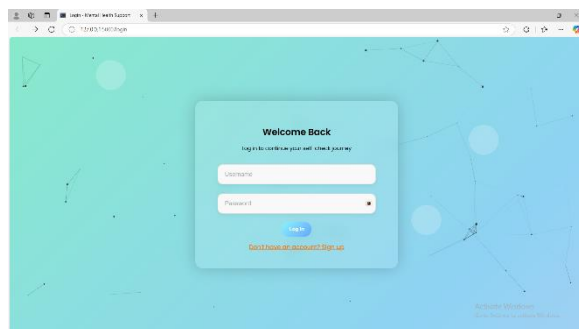 Login - Mental Health Support
127.0.0.1:5000/login
Welcome Back
Log in to continue your self-check journey
Username
Password
Log In
Don't have an account? Sign up
Activate Windows